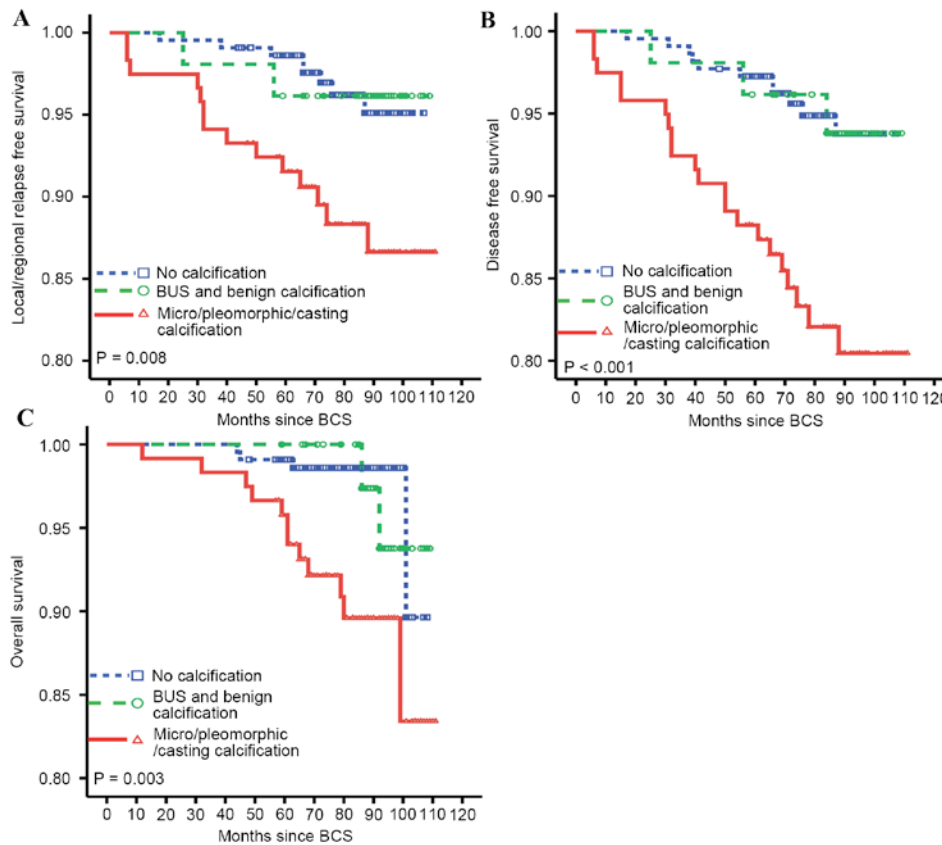 A
1.00
0.95
0.90
0.85
0.80
Local/regional relapse free survival
No calcification
BUS and benign calcification
Micro/pleomorphic/casting
calcification
P = 0.008
0 10 20 30 40 50 60 70 80 90 100 110 120
Months since BCS
B
1.00
0.95
0.90
0.85
0.80
Disease free survival
No calcification
BUS and benign
calcification
Micro/pleomorphic
/casting calcification
P < 0.001
0 10 20 30 40 50 60 70 80 90 100 110 120
Months since BCS
C
1.00
0.95
0.90
0.85
0.80
Overall survival
No calcification
BUS and benign
calcification
Micro/pleomorphic
/casting calcification
P = 0.003
0 10 20 30 40 50 60 70 80 90 100 110 120
Months since BCS